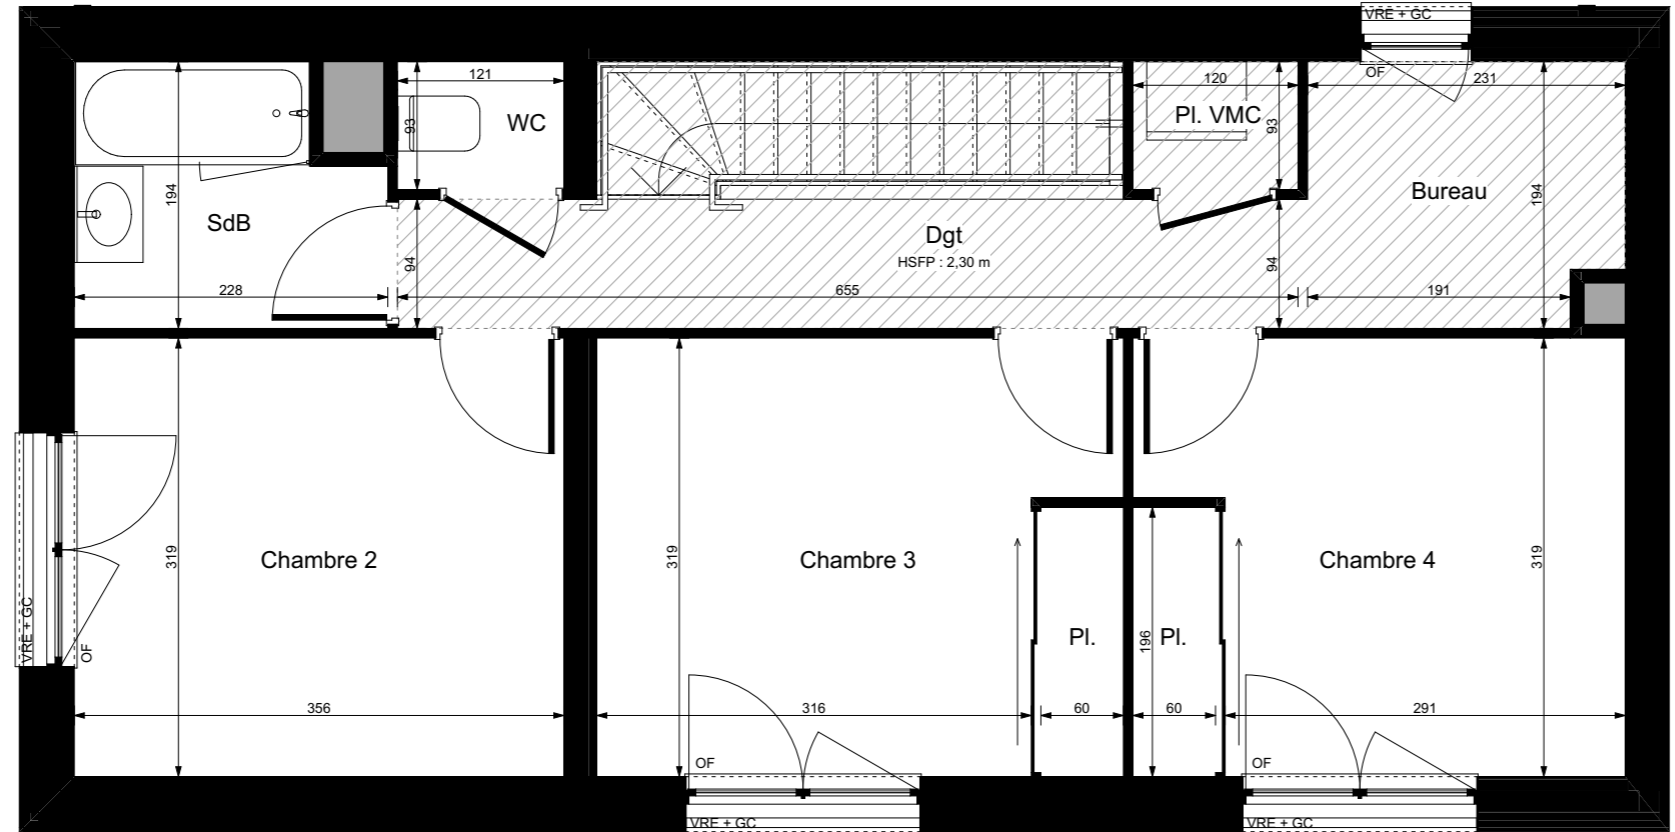 VRE + GC
OF
121
120
231
93
WC
Pl. VMC
93
194
SdB
Bureau
194
Dgt
HSFP : 2,30 m
94
94
228
655
191
319
Chambre 2
319
Chambre 3
Chambre 4
319
VRE + GC
OF
Pl.
196
Pl.
356
316
60
60
291
OF
OF
VRE + GC
VRE + GC